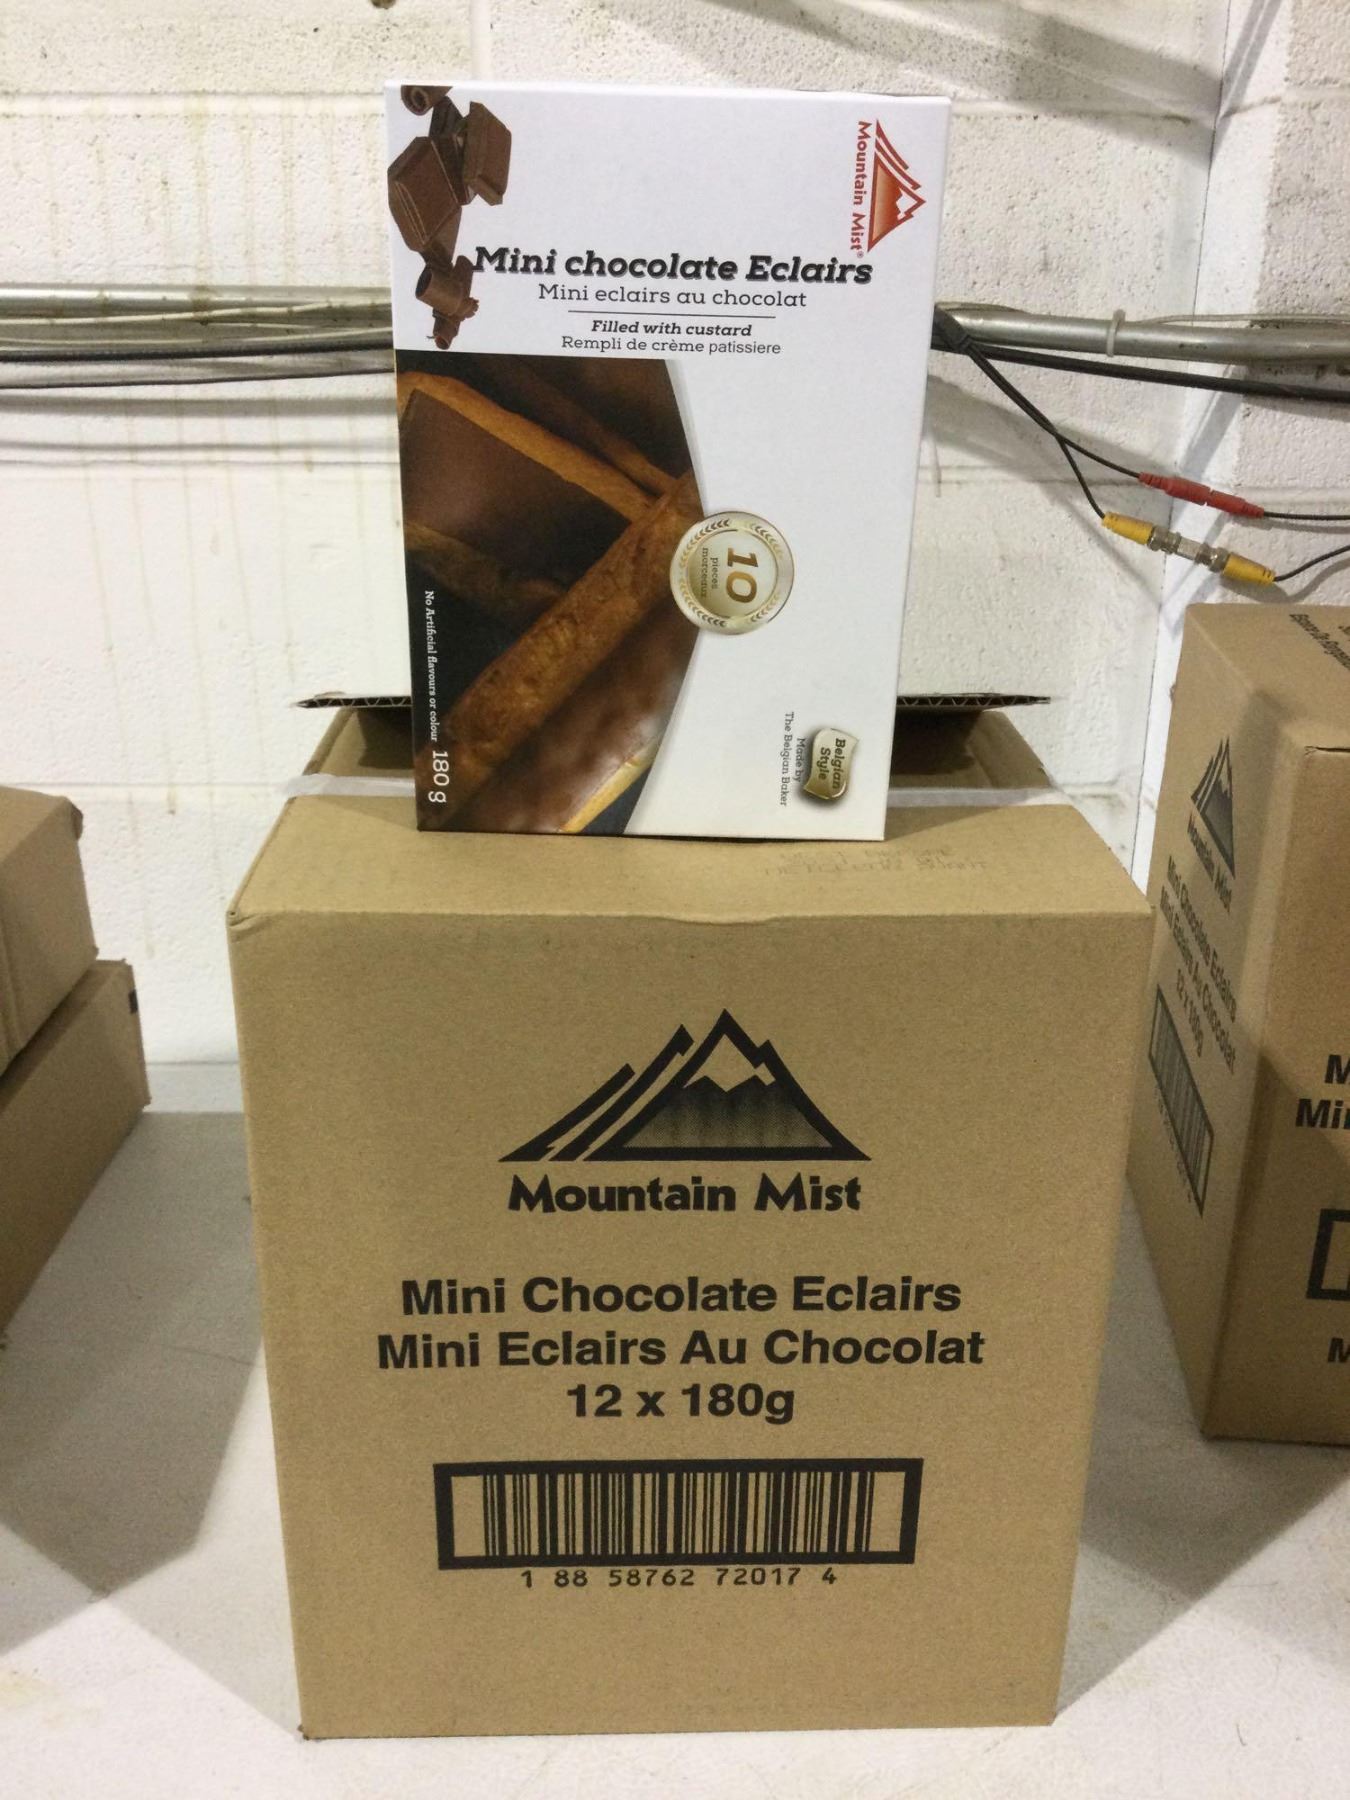 Mountain Mist®
Mini chocolate Eclairs
Mini eclairs au chocolat
Filled with custard
Rempli de crème patissiere
10
pieces
morceaux
No Artificial flavours or colour
180 g
Belgian
Style
Made by
The Belgian Baker
Mountain Mist
Mini Chocolate Eclairs
Mini Eclairs Au Chocolat
12 x 180g
1 88 58762 72017 4
Mountain Mist
Mini Chocolate Eclairs
Mini Eclairs Au Chocolat
12 x 180g
M
Mini
M